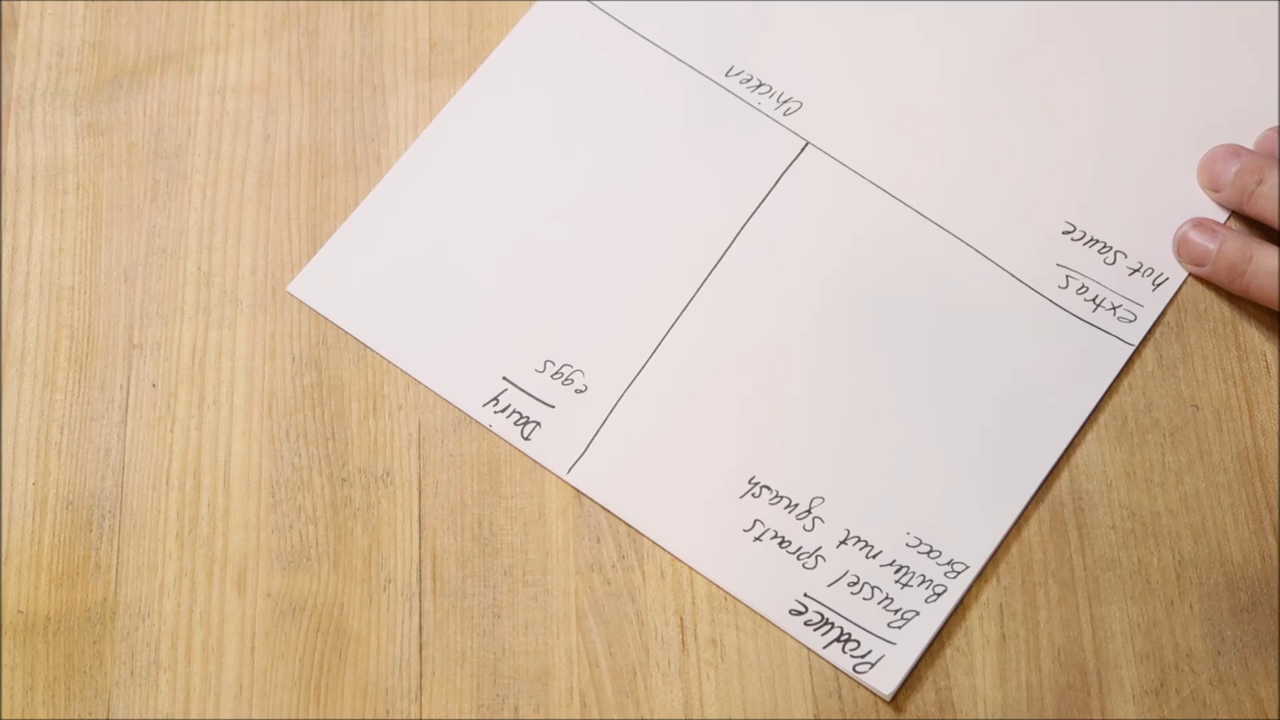 Produce
Brussel sprouts
Butter nut Squash
Brocc.
Dairy
eggs
extras
hot Sauce
Chicken